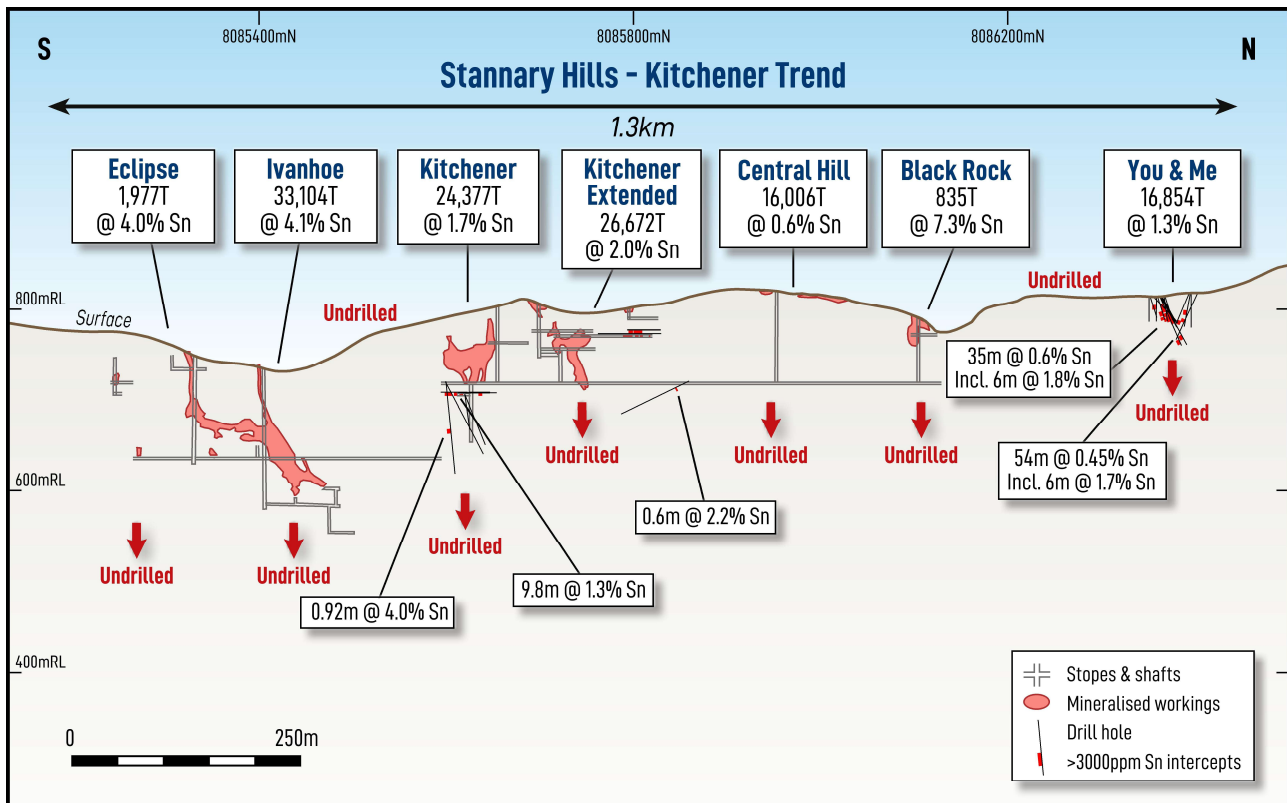 8085400mN
8085800mN
8086200mN
S
N
Stannary Hills - Kitchener Trend
1.3km
Eclipse
1,977T
@ 4.0% Sn
Ivanhoe
33,104T
@ 4.1% Sn
Kitchener
24,377T
@ 1.7% Sn
Kitchener
Extended
26,672T
@ 2.0% Sn
Central Hill
16,006T
@ 0.6% Sn
Black Rock
835T
@ 7.3% Sn
You & Me
16,854T
@ 1.3% Sn
800mRL
Surface
Undrilled
Undrilled
35m @ 0.6% Sn
Incl. 6m @ 1.8% Sn
Undrilled
Undrilled
Undrilled
Undrilled
54m @ 0.45% Sn
Incl. 6m @ 1.7% Sn
600mRL
0.6m @ 2.2% Sn
Undrilled
Undrilled
Undrilled
9.8m @ 1.3% Sn
0.92m @ 4.0% Sn
400mRL
0
250m
Stopes & shafts
Mineralised workings
Drill hole
>3000ppm Sn intercepts